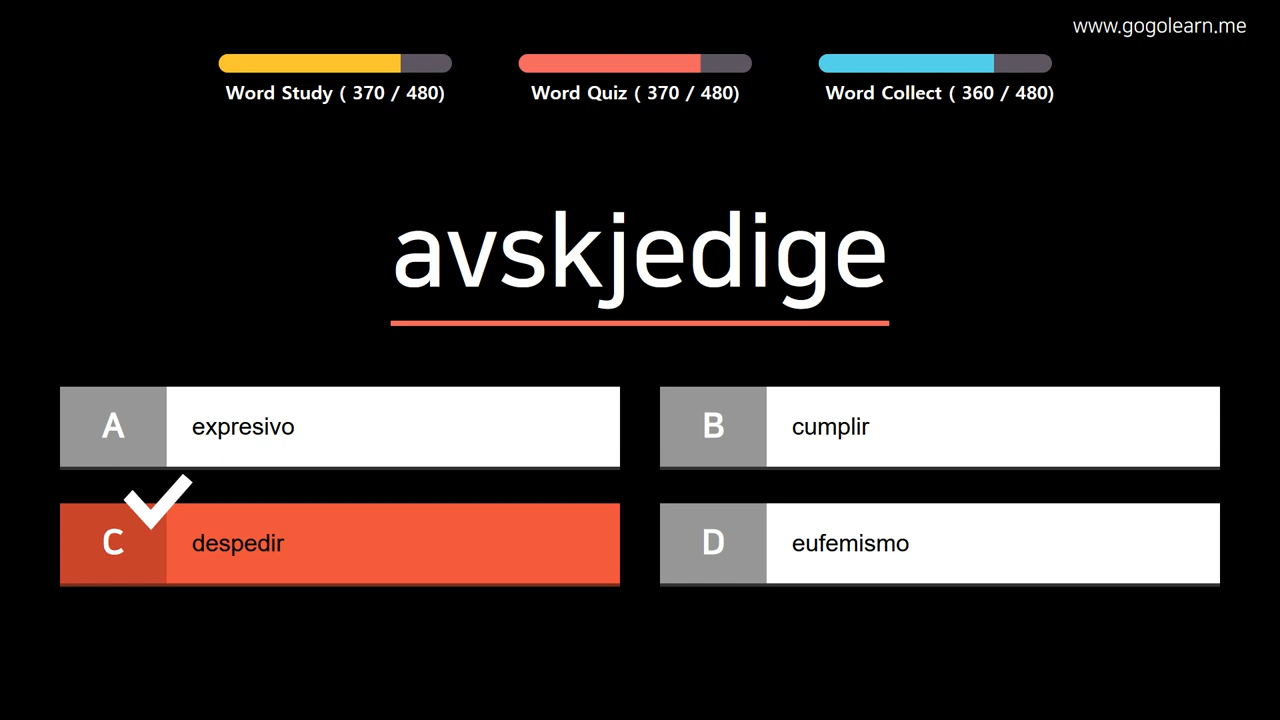 www.gogolearn.me
Word Study ( 370 / 480)
Word Quiz ( 370 / 480)
Word Collect ( 360 / 480)
avskjedige
A expresivo
B cumplir
C despedir
D eufemismo